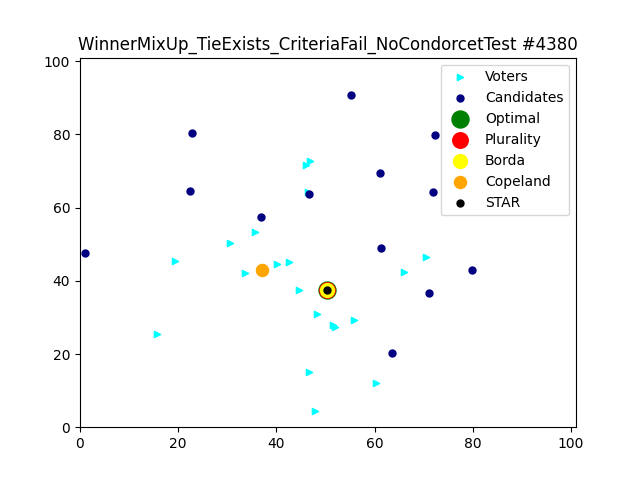 WinnerMixUp_TieExists_CriteriaFail_NoCondorcetTest #4380
100
80
60
40
20
0
0
20
40
60
80
100
Voters
Candidates
Optimal
Plurality
Borda
Copeland
STAR